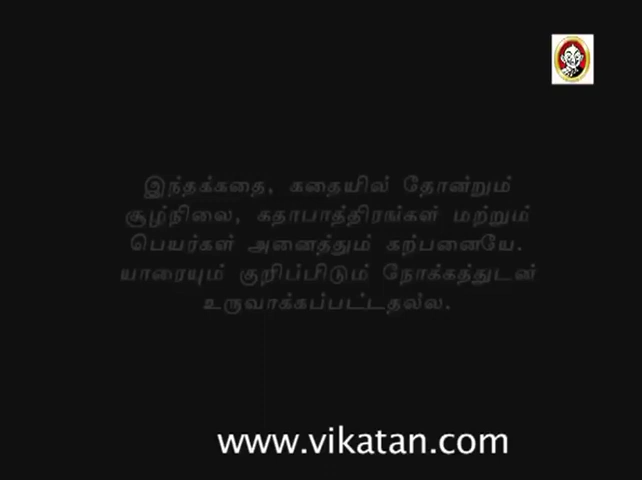 இந்தக்கதை, கதையில் தோன்றும்
சூழ்நிலை, கதாபாத்திரங்கள் மற்றும்
பெயர்கள் அனைத்தும் கற்பனையே.
யாரையும் குறிப்பிடும் நோக்கத்துடன்
உருவாக்கப்பட்டதல்ல.
www.vikatan.com